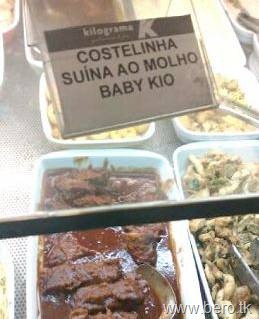 kilograma K
COSTELINHA
SUÍNA AO MOLHO
BABY KIO
www.bero.tk